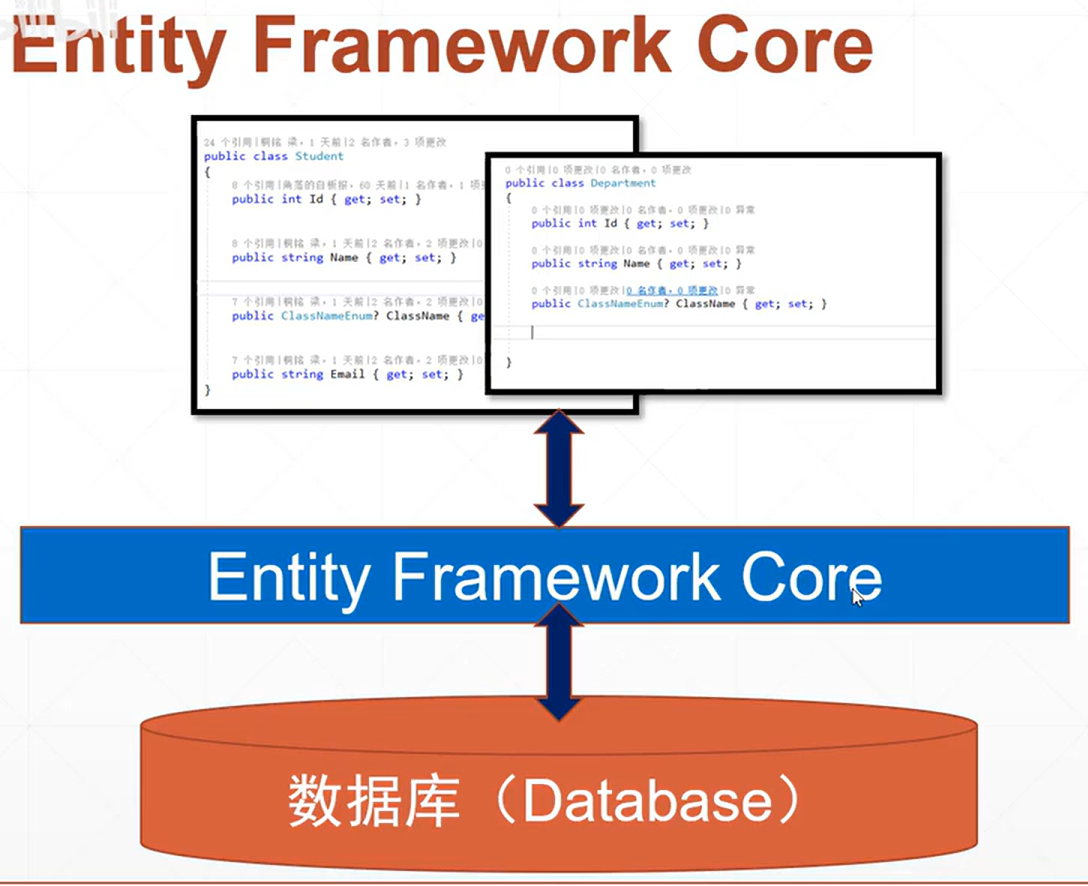 bilibili
Entity Framework Core
24 个引用|桐铭 梁，1 天前|2 名作者，3 项更改
public class Student
{
8 个引用|角落的白板报，60 天前|1 名作者，1 项
public int Id { get; set; }
8 个引用|桐铭 梁，1 天前|2 名作者，2 项更改|0
public string Name { get; set; }
7 个引用|桐铭 梁，1 天前|2 名作者，2 项更改|0
public ClassNameEnum? ClassName { ge
7 个引用|桐铭 梁，1 天前|2 名作者，2 项更改|0
public string Email { get; set; }
}
0 个引用|0 项更改|0 名作者，0 项更改
public class Department
{
0 个引用|0 项更改|0 名作者，0 项更改|0 异常
public int Id { get; set; }
0 个引用|0 项更改|0 名作者，0 项更改|0 异常
public string Name { get; set; }
0 个引用|0 项更改|0 名作者，0 项更改|0 异常
public ClassNameEnum? ClassName { get; set; }
}
Entity Framework Core
数据库（Database）